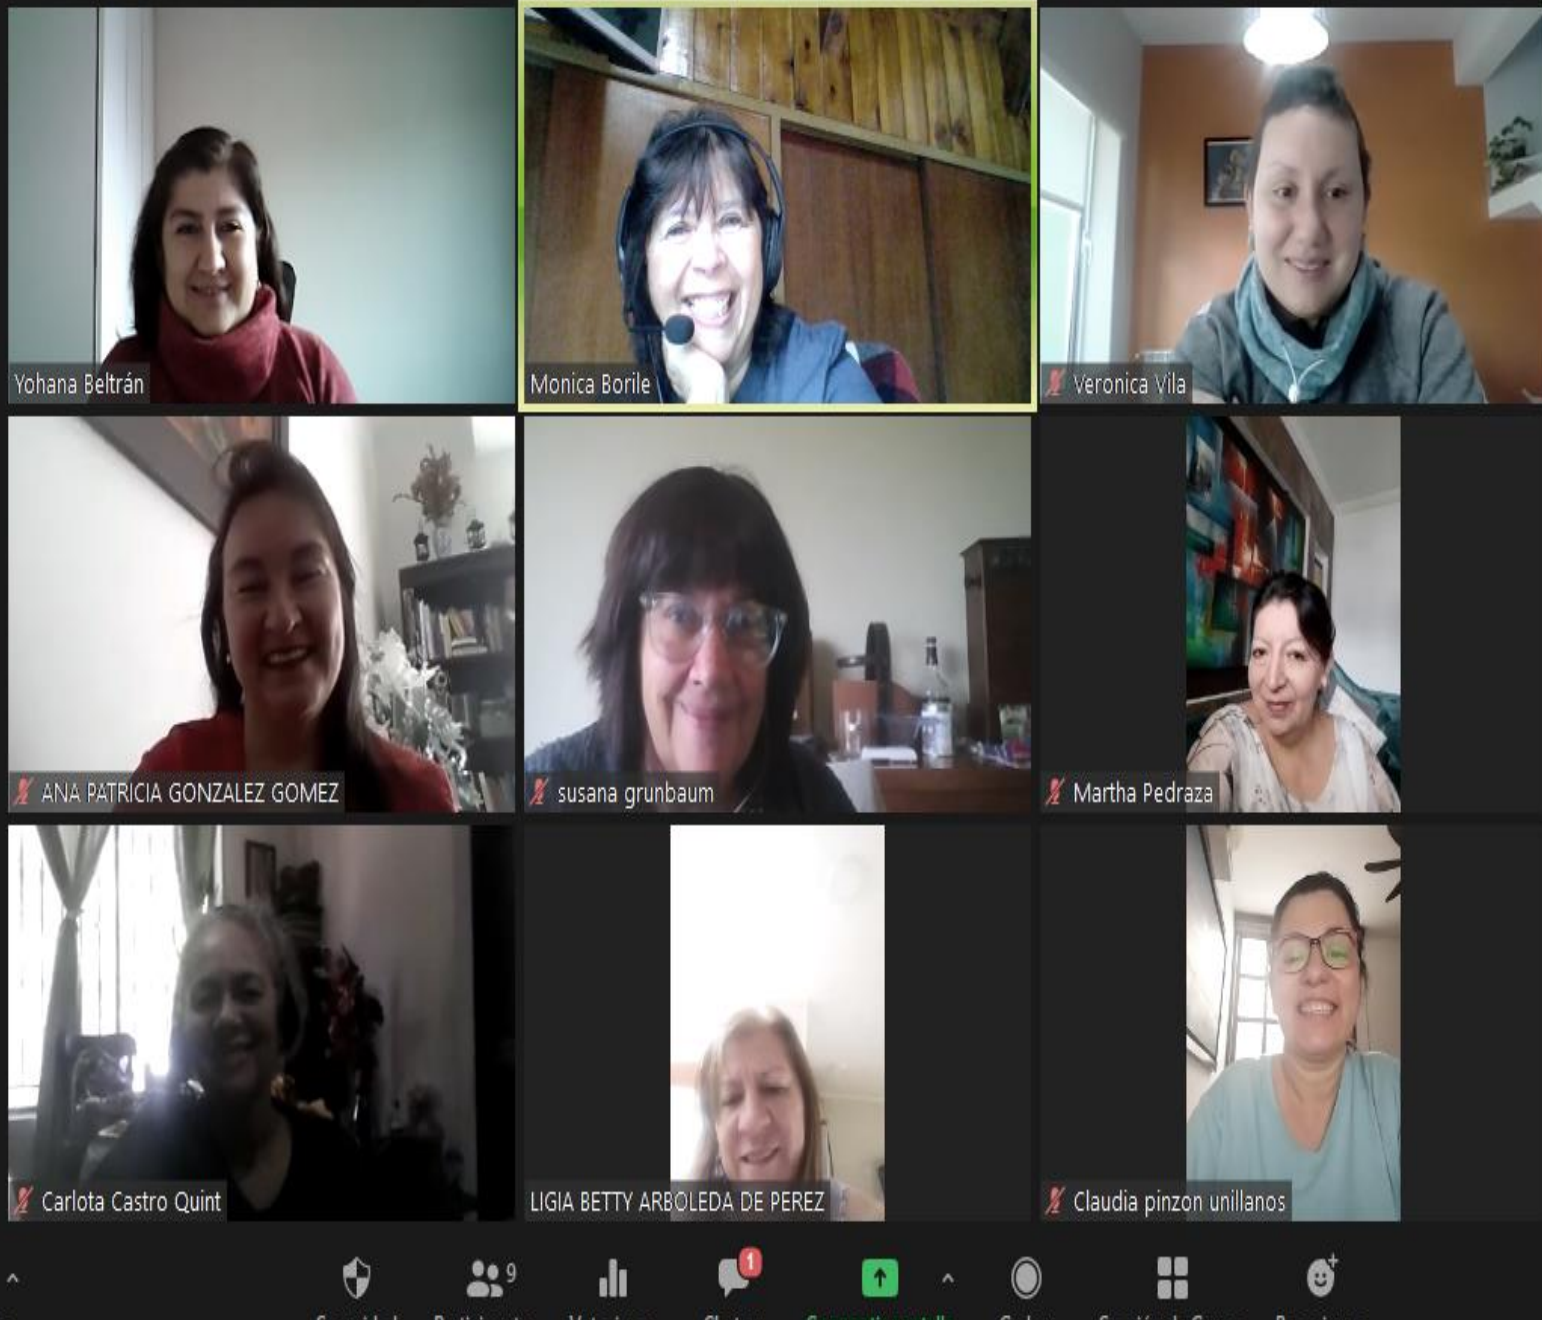 Yohana Beltrán
Monica Borile
Veronica Vila
ANA PATRICIA GONZALEZ GOMEZ
susana grunbaum
Martha Pedraza
Carlota Castro Quint
LIGIA BETTY ARBOLEDA DE PEREZ
Claudia pinzon unillanos
9
1